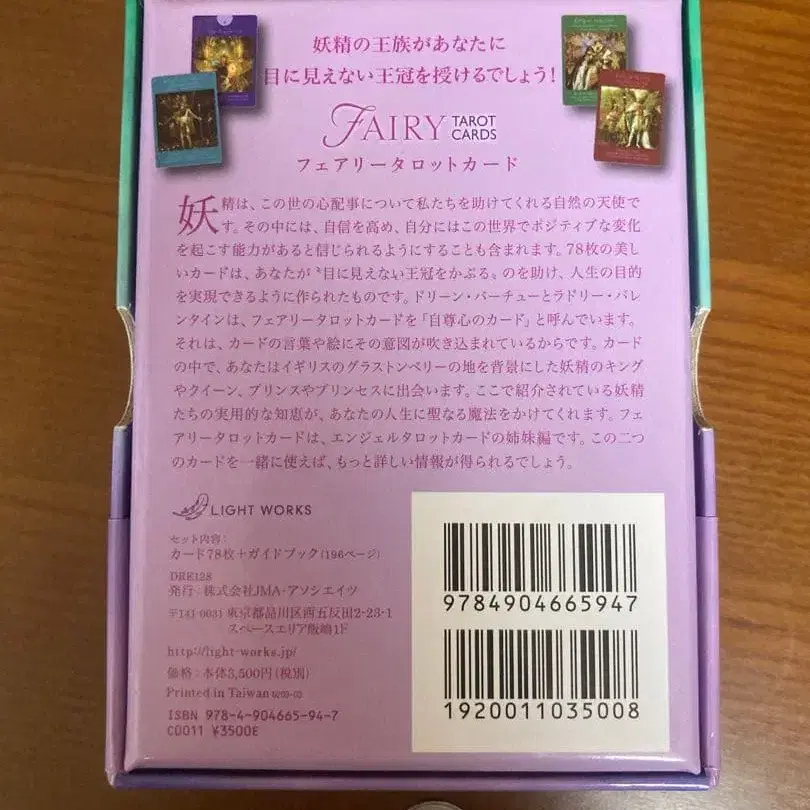 妖精の王族があなたに
目に見えない王冠を授けるでしょう!
FAIRY TAROT CARDS
フェアリータロットカード
妖精は、この世の心配事について私たちを助けてくれる自然の天使で
す。その中には、自信を高め、自分にはこの世界でポジティブな変化
を起こす能力があると信じられるようにすることも含まれます。78枚の美し
いカードは、あなたが〝目に見えない王冠をかぶる〟のを助け、人生の目的
を実現できるように作られたものです。ドリーン・バーチューとラドリー・バレ
ンタインは、フェアリータロットカードを「自尊心のカード」と呼んでいます。
それは、カードの言葉や絵にその意図が吹き込まれているからです。カード
の中で、あなたはイギリスのグラストンベリーの地を背景にした妖精のキング
やクイーン、プリンスやプリンセスに出会います。ここで紹介されている妖精
たちの実用的な知恵が、あなたの人生に聖なる魔法をかけてくれます。フェ
アリータロットカードは、エンジェルタロットカードの姉妹編です。この二つ
のカードを一緒に使えば、もっと詳しい情報が得られるでしょう。
LIGHT WORKS
セット内容:
カード78枚+ガイドブック(196ページ)
DRE128
発行:株式会社JMA・アソシエイツ
〒141-0031 東京都品川区西五反田2-23-1
スペースエリア飯嶋1F
http://light-works.jp/
価格:本体3,500円(税別)
Printed in Taiwan
ISBN 978-4-904665-94-7
C0011 ¥3500E
9784904665947
1920011035008